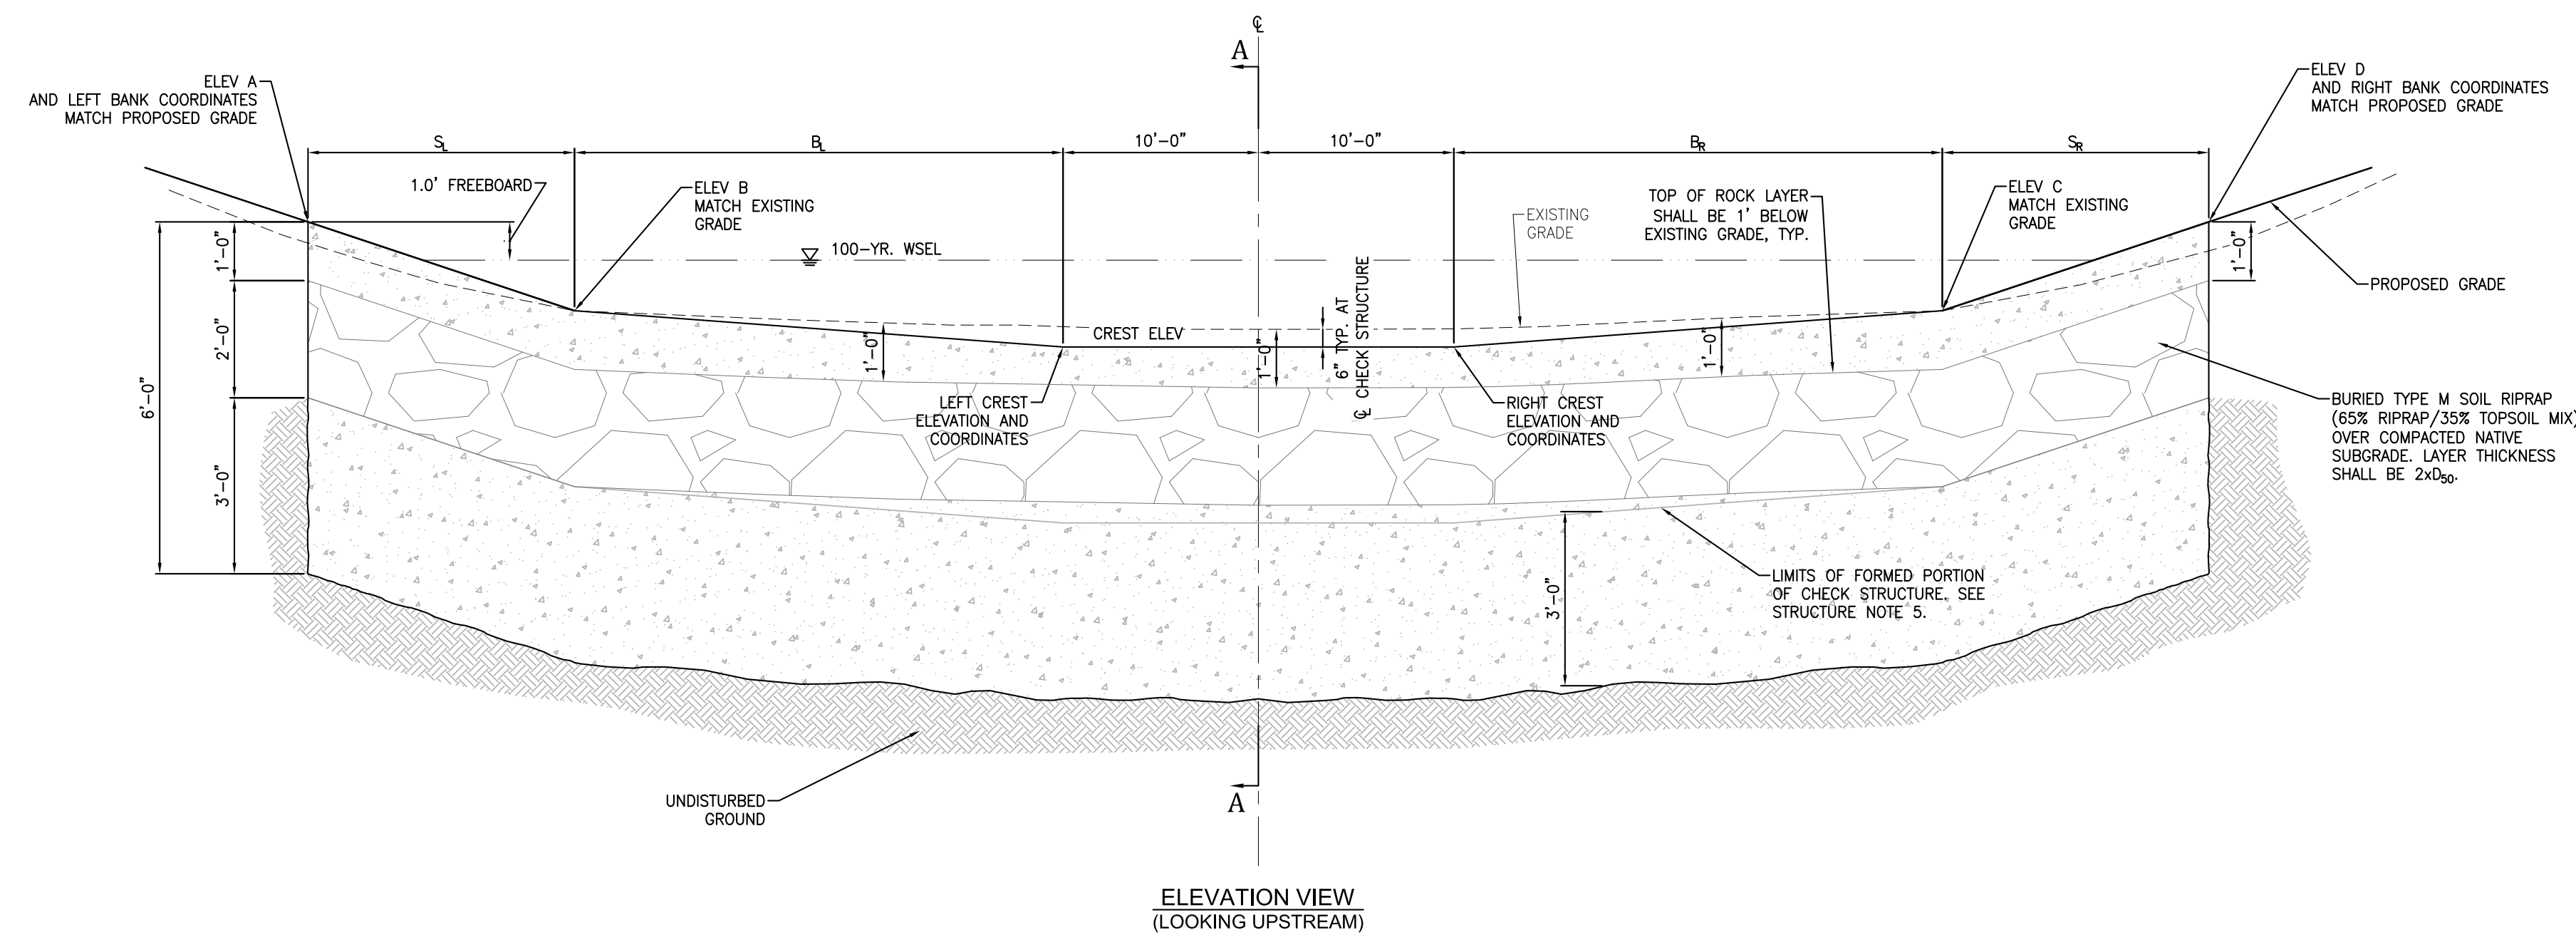 ℄
A
ELEV A
AND LEFT BANK COORDINATES
MATCH PROPOSED GRADE
ELEV D
AND RIGHT BANK COORDINATES
MATCH PROPOSED GRADE
SL
BL
10'-0"
10'-0"
BR
SR
1.0' FREEBOARD
ELEV B
MATCH EXISTING
GRADE
100-YR. WSEL
EXISTING
GRADE
TOP OF ROCK LAYER
SHALL BE 1' BELOW
EXISTING GRADE, TYP.
ELEV C
MATCH EXISTING
GRADE
1'-0"
2'-0"
3'-0"
6'-0"
1'-0"
PROPOSED GRADE
CREST ELEV
1'-0"
1'-0"
6" TYP. AT
℄ CHECK STRUCTURE
1'-0"
LEFT CREST
ELEVATION AND
COORDINATES
RIGHT CREST
ELEVATION AND
COORDINATES
BURIED TYPE M SOIL RIPRAP
(65% RIPRAP/35% TOPSOIL MIX)
OVER COMPACTED NATIVE
SUBGRADE. LAYER THICKNESS
SHALL BE 2xD50.
3'-0"
LIMITS OF FORMED PORTION
OF CHECK STRUCTURE. SEE
STRUCTURE NOTE 5.
UNDISTURBED
GROUND
A
ELEVATION VIEW
(LOOKING UPSTREAM)